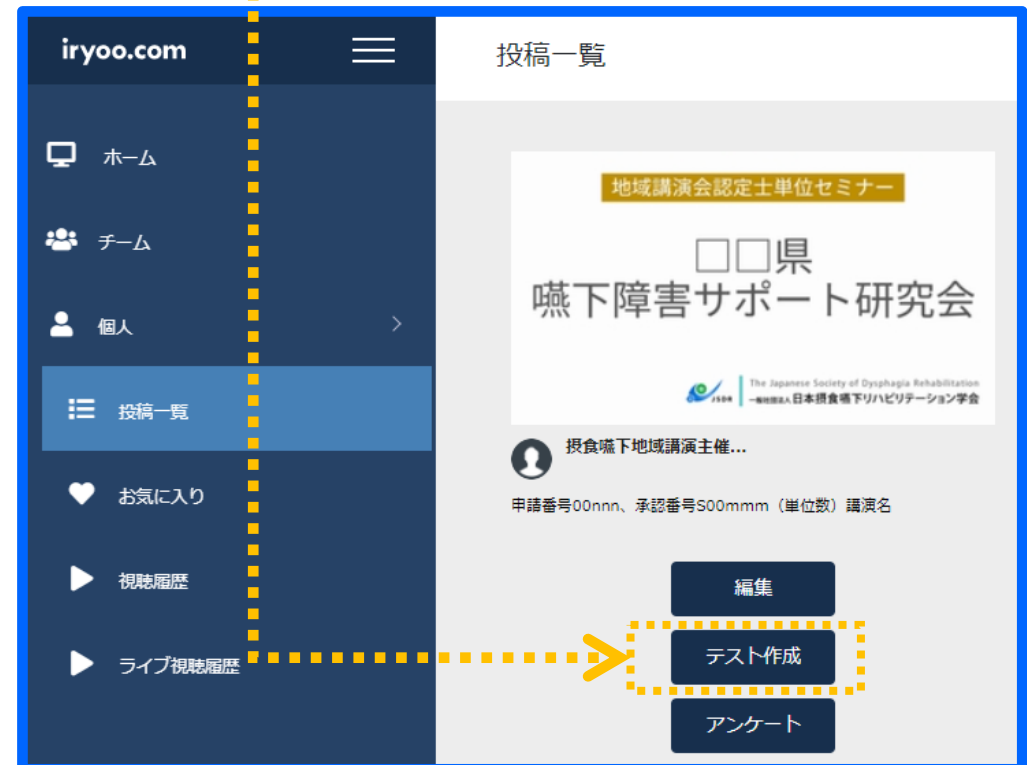 iryoo.com
ホーム
チーム
個人
投稿一覧
お気に入り
視聴履歴
ライブ視聴履歴
投稿一覧
地域講演会認定士単位セミナー
□□県
嚥下障害サポート研究会
JSDR
The Japanese Society of Dysphagia Rehabilitation
一般社団法人日本摂食嚥下リハビリテーション学会
摂食嚥下地域講演主催...
申請番号00nnn、承認番号S00mmm（単位数）講演名
編集
テスト作成
アンケート